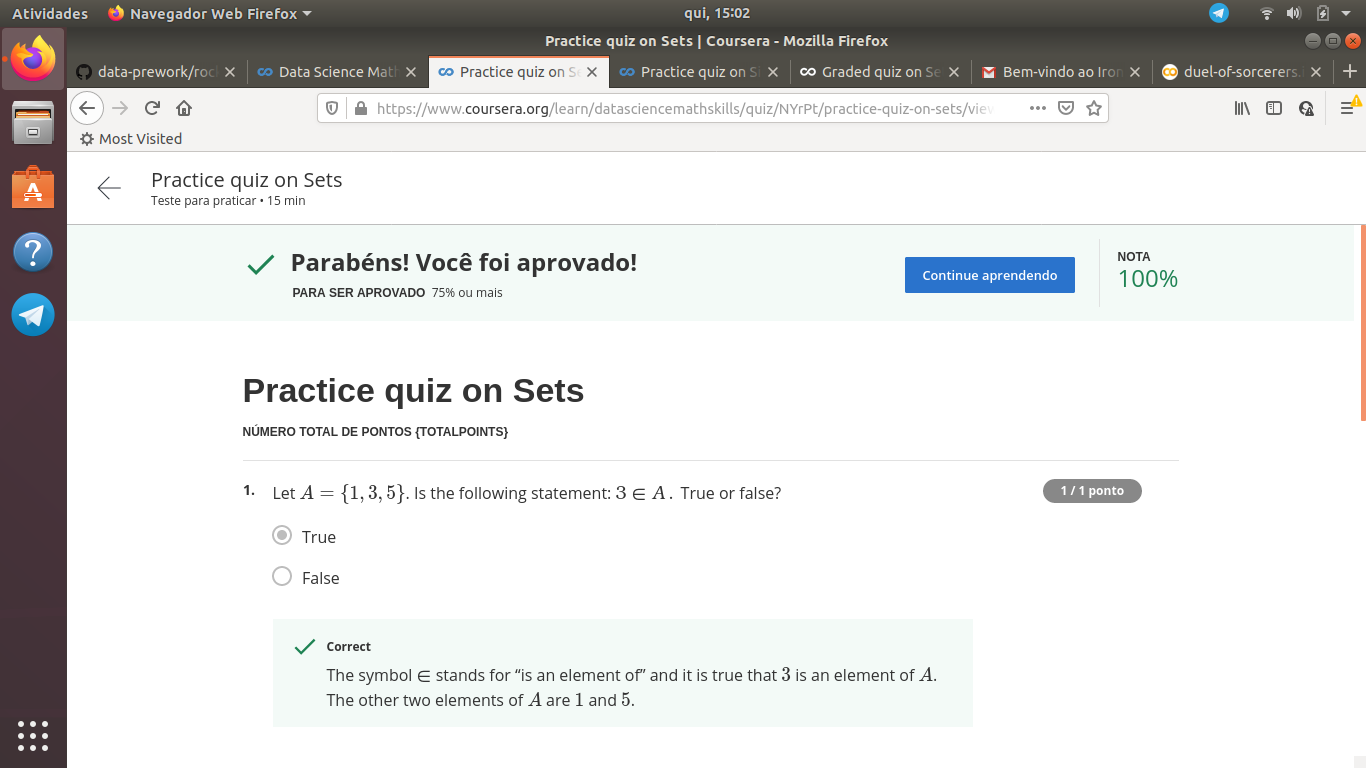 Atividades Navegador Web Firefox qui, 15:02
Practice quiz on Sets | Coursera - Mozilla Firefox
data-prework/roc Data Science Math Practice quiz on Se Practice quiz on Sl Graded quiz on Se Bem-vindo ao Iron duel-of-sorcerers.
https://www.coursera.org/learn/datasciencemathskills/quiz/NYrPt/practice-quiz-on-sets/view
Most Visited
Practice quiz on Sets
Teste para praticar • 15 min
Parabéns! Você foi aprovado!
PARA SER APROVADO 75% ou mais
Continue aprendendo
NOTA
100%
Practice quiz on Sets
NÚMERO TOTAL DE PONTOS {TOTALPOINTS}
1. Let A = {1, 3, 5}. Is the following statement: 3 ∈ A. True or false?
1 / 1 ponto
True
False
Correct
The symbol ∈ stands for “is an element of” and it is true that 3 is an element of A.
The other two elements of A are 1 and 5.